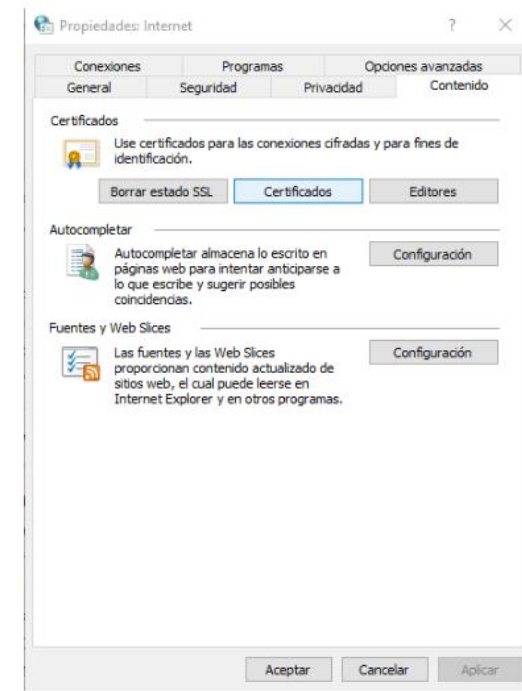 Propiedades: Internet ? ×
Conexiones Programas Opciones avanzadas
General Seguridad Privacidad Contenido
Certificados
Use certificados para las conexiones cifradas y para fines de
identificación.
Borrar estado SSL Certificados Editores
Autocompletar
Autocompletar almacena lo escrito en
páginas web para intentar anticiparse a
lo que escribe y sugerir posibles
coincidencias.
Configuración
Fuentes y Web Slices
Las fuentes y las Web Slices
proporcionan contenido actualizado de
sitios web, el cual puede leerse en
Internet Explorer y en otros programas.
Configuración
Aceptar Cancelar Aplicar